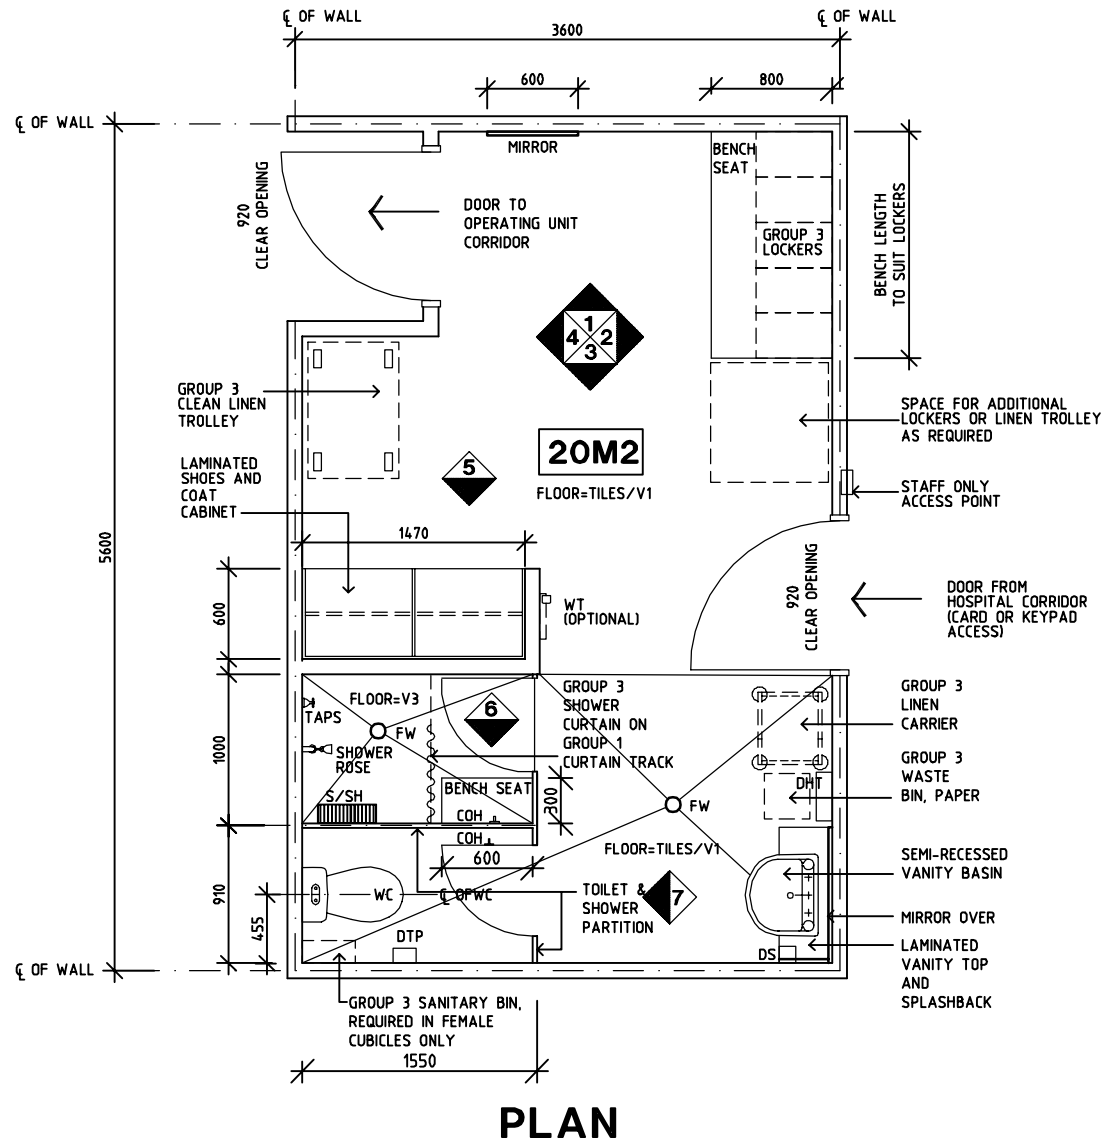 ℄ OF WALL
℄ OF WALL
3600
600
800
℄ OF WALL
MIRROR
BENCH
SEAT
920
CLEAR OPENING
DOOR TO
OPERATING UNIT
CORRIDOR
GROUP 3
LOCKERS
BENCH LENGTH
TO SUIT LOCKERS
1
4 2
3
GROUP 3
CLEAN LINEN
TROLLEY
SPACE FOR ADDITIONAL
LOCKERS OR LINEN TROLLEY
AS REQUIRED
20M2
LAMINATED
SHOES AND
COAT
CABINET
5
FLOOR=TILES/V1
STAFF ONLY
ACCESS POINT
5600
1470
600
WT
(OPTIONAL)
920
CLEAR OPENING
DOOR FROM
HOSPITAL CORRIDOR
(CARD OR KEYPAD
ACCESS)
1000
FLOOR=V3
TAPS
FW
SHOWER
ROSE
S/SH
6
BENCH SEAT
COH
300
GROUP 3
SHOWER
CURTAIN ON
GROUP 1
CURTAIN TRACK
GROUP 3
LINEN
CARRIER
GROUP 3
WASTE
BIN, PAPER
DHT
FW
COH
600
FLOOR=TILES/V1
SEMI-RECESSED
VANITY BASIN
910
455
WC
℄ OFWC
TOILET &
SHOWER
PARTITION
7
MIRROR OVER
DTP
DS
LAMINATED
VANITY TOP
AND
SPLASHBACK
℄ OF WALL
GROUP 3 SANITARY BIN,
REQUIRED IN FEMALE
CUBICLES ONLY
1550
PLAN